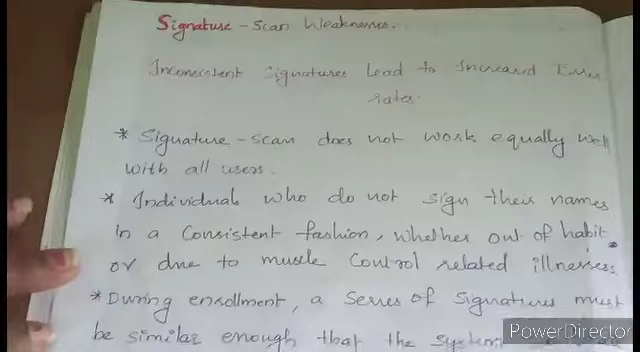 Signature - Scan Weaknesses.
Inconsistent Signatures Lead to Increased Error
rates.
* Signature - scan does not work equally well
with all users.
* Individuals who do not sign their names
in a consistent fashion, whether out of habit
or due to muscle control related illnesses.
* During enrollment, a series of signatures must
be similar enough that the system
PowerDirector